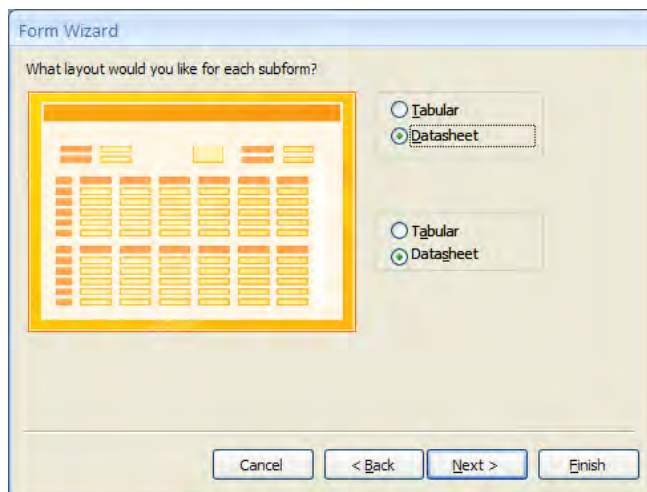 Form Wizard
What layout would you like for each subform?
Tabular
Datasheet
Tabular
Datasheet
Cancel
< Back
Next >
Finish